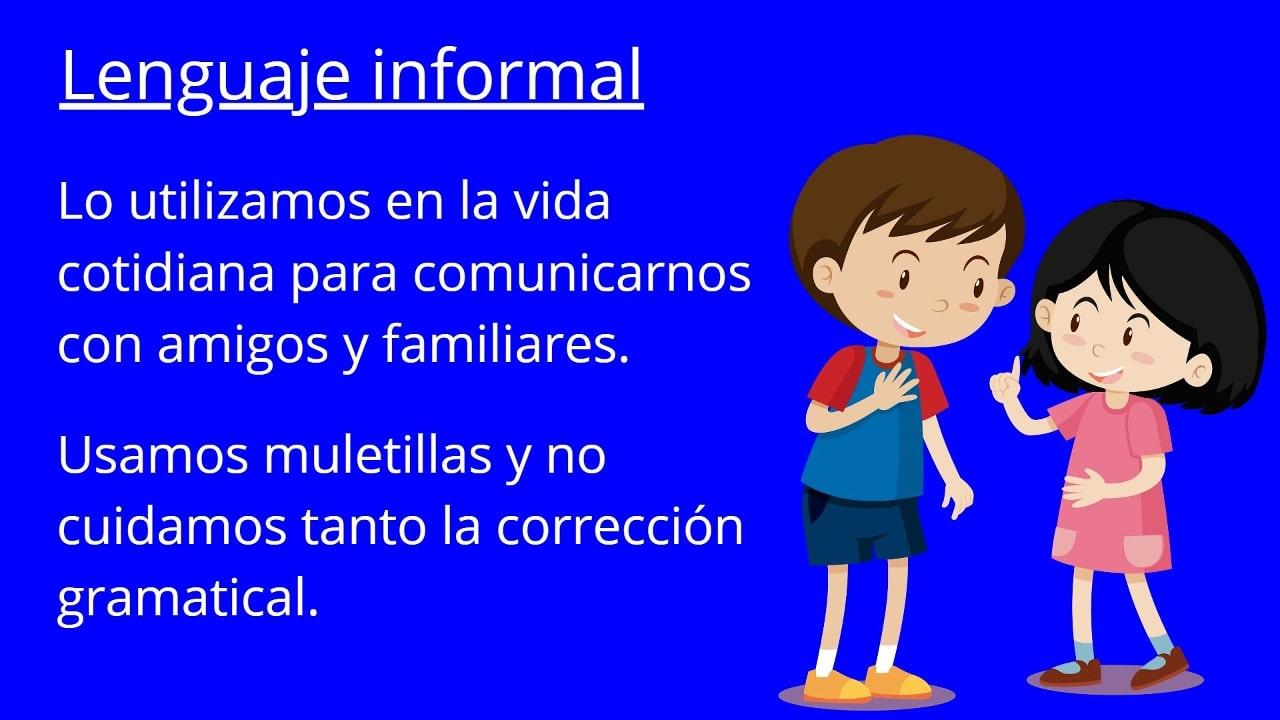 Lenguaje informal
Lo utilizamos en la vida
cotidiana para comunicarnos
con amigos y familiares.
Usamos muletillas y no
cuidamos tanto la corrección
gramatical.